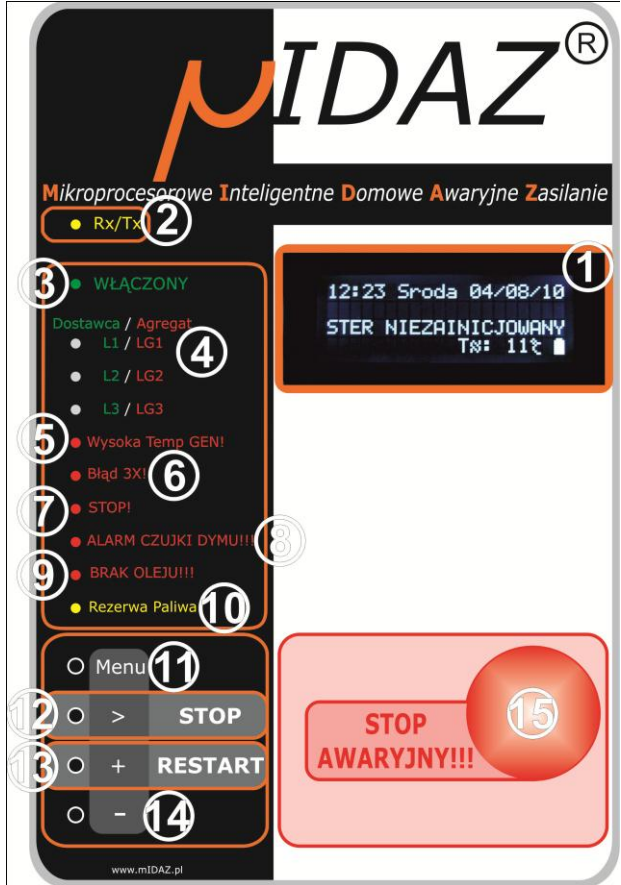 µIDAZ®
Mikroprocesorowe Inteligentne Domowe Awaryjne Zasilanie
Rx/Tx 2
1
3 WŁĄCZONY
12:23 Sroda 04/08/10
STER NIEZAINICJOWANY
Dostawca / Agregat
L1 / LG1 4
L2 / LG2
L3 / LG3
5 Wysoka Temp GEN!
Błąd 3X! 6
7 STOP!
ALARM CZUJKI DYMU!!! 8
9 BRAK OLEJU!!!
Rezerwa Paliwa 10
Menu 11
12 > STOP
13 + RESTART
- 14
STOP
AWARYJNY!!!
15
www.mIDAZ.pl